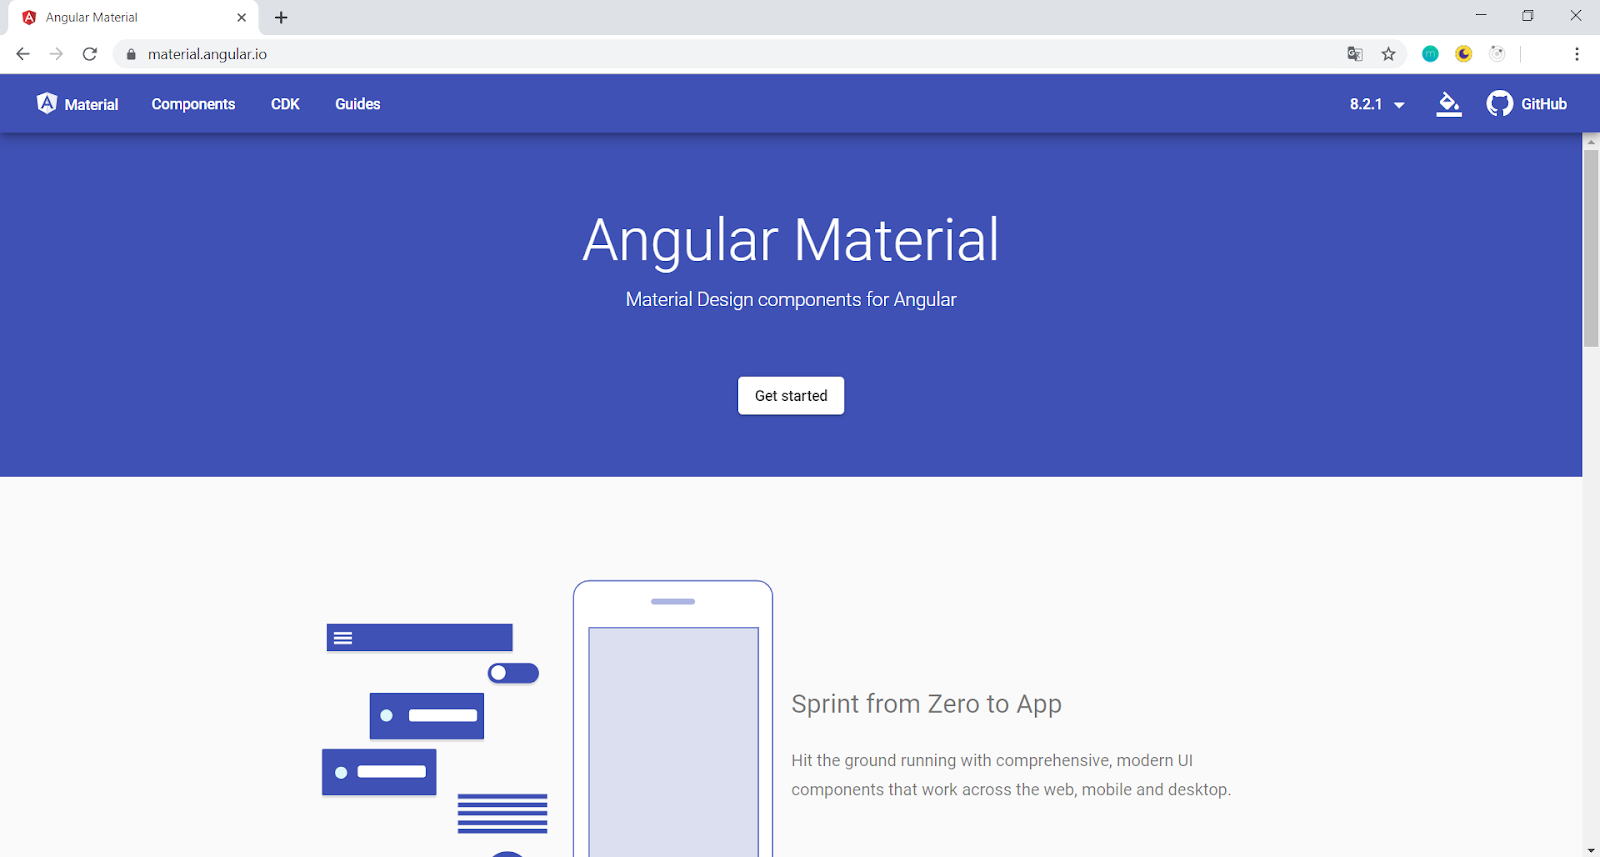 Angular Material
material.angular.io
Material Components CDK Guides 8.2.1 GitHub
Angular Material
Material Design components for Angular
Get started
Sprint from Zero to App
Hit the ground running with comprehensive, modern UI
components that work across the web, mobile and desktop.